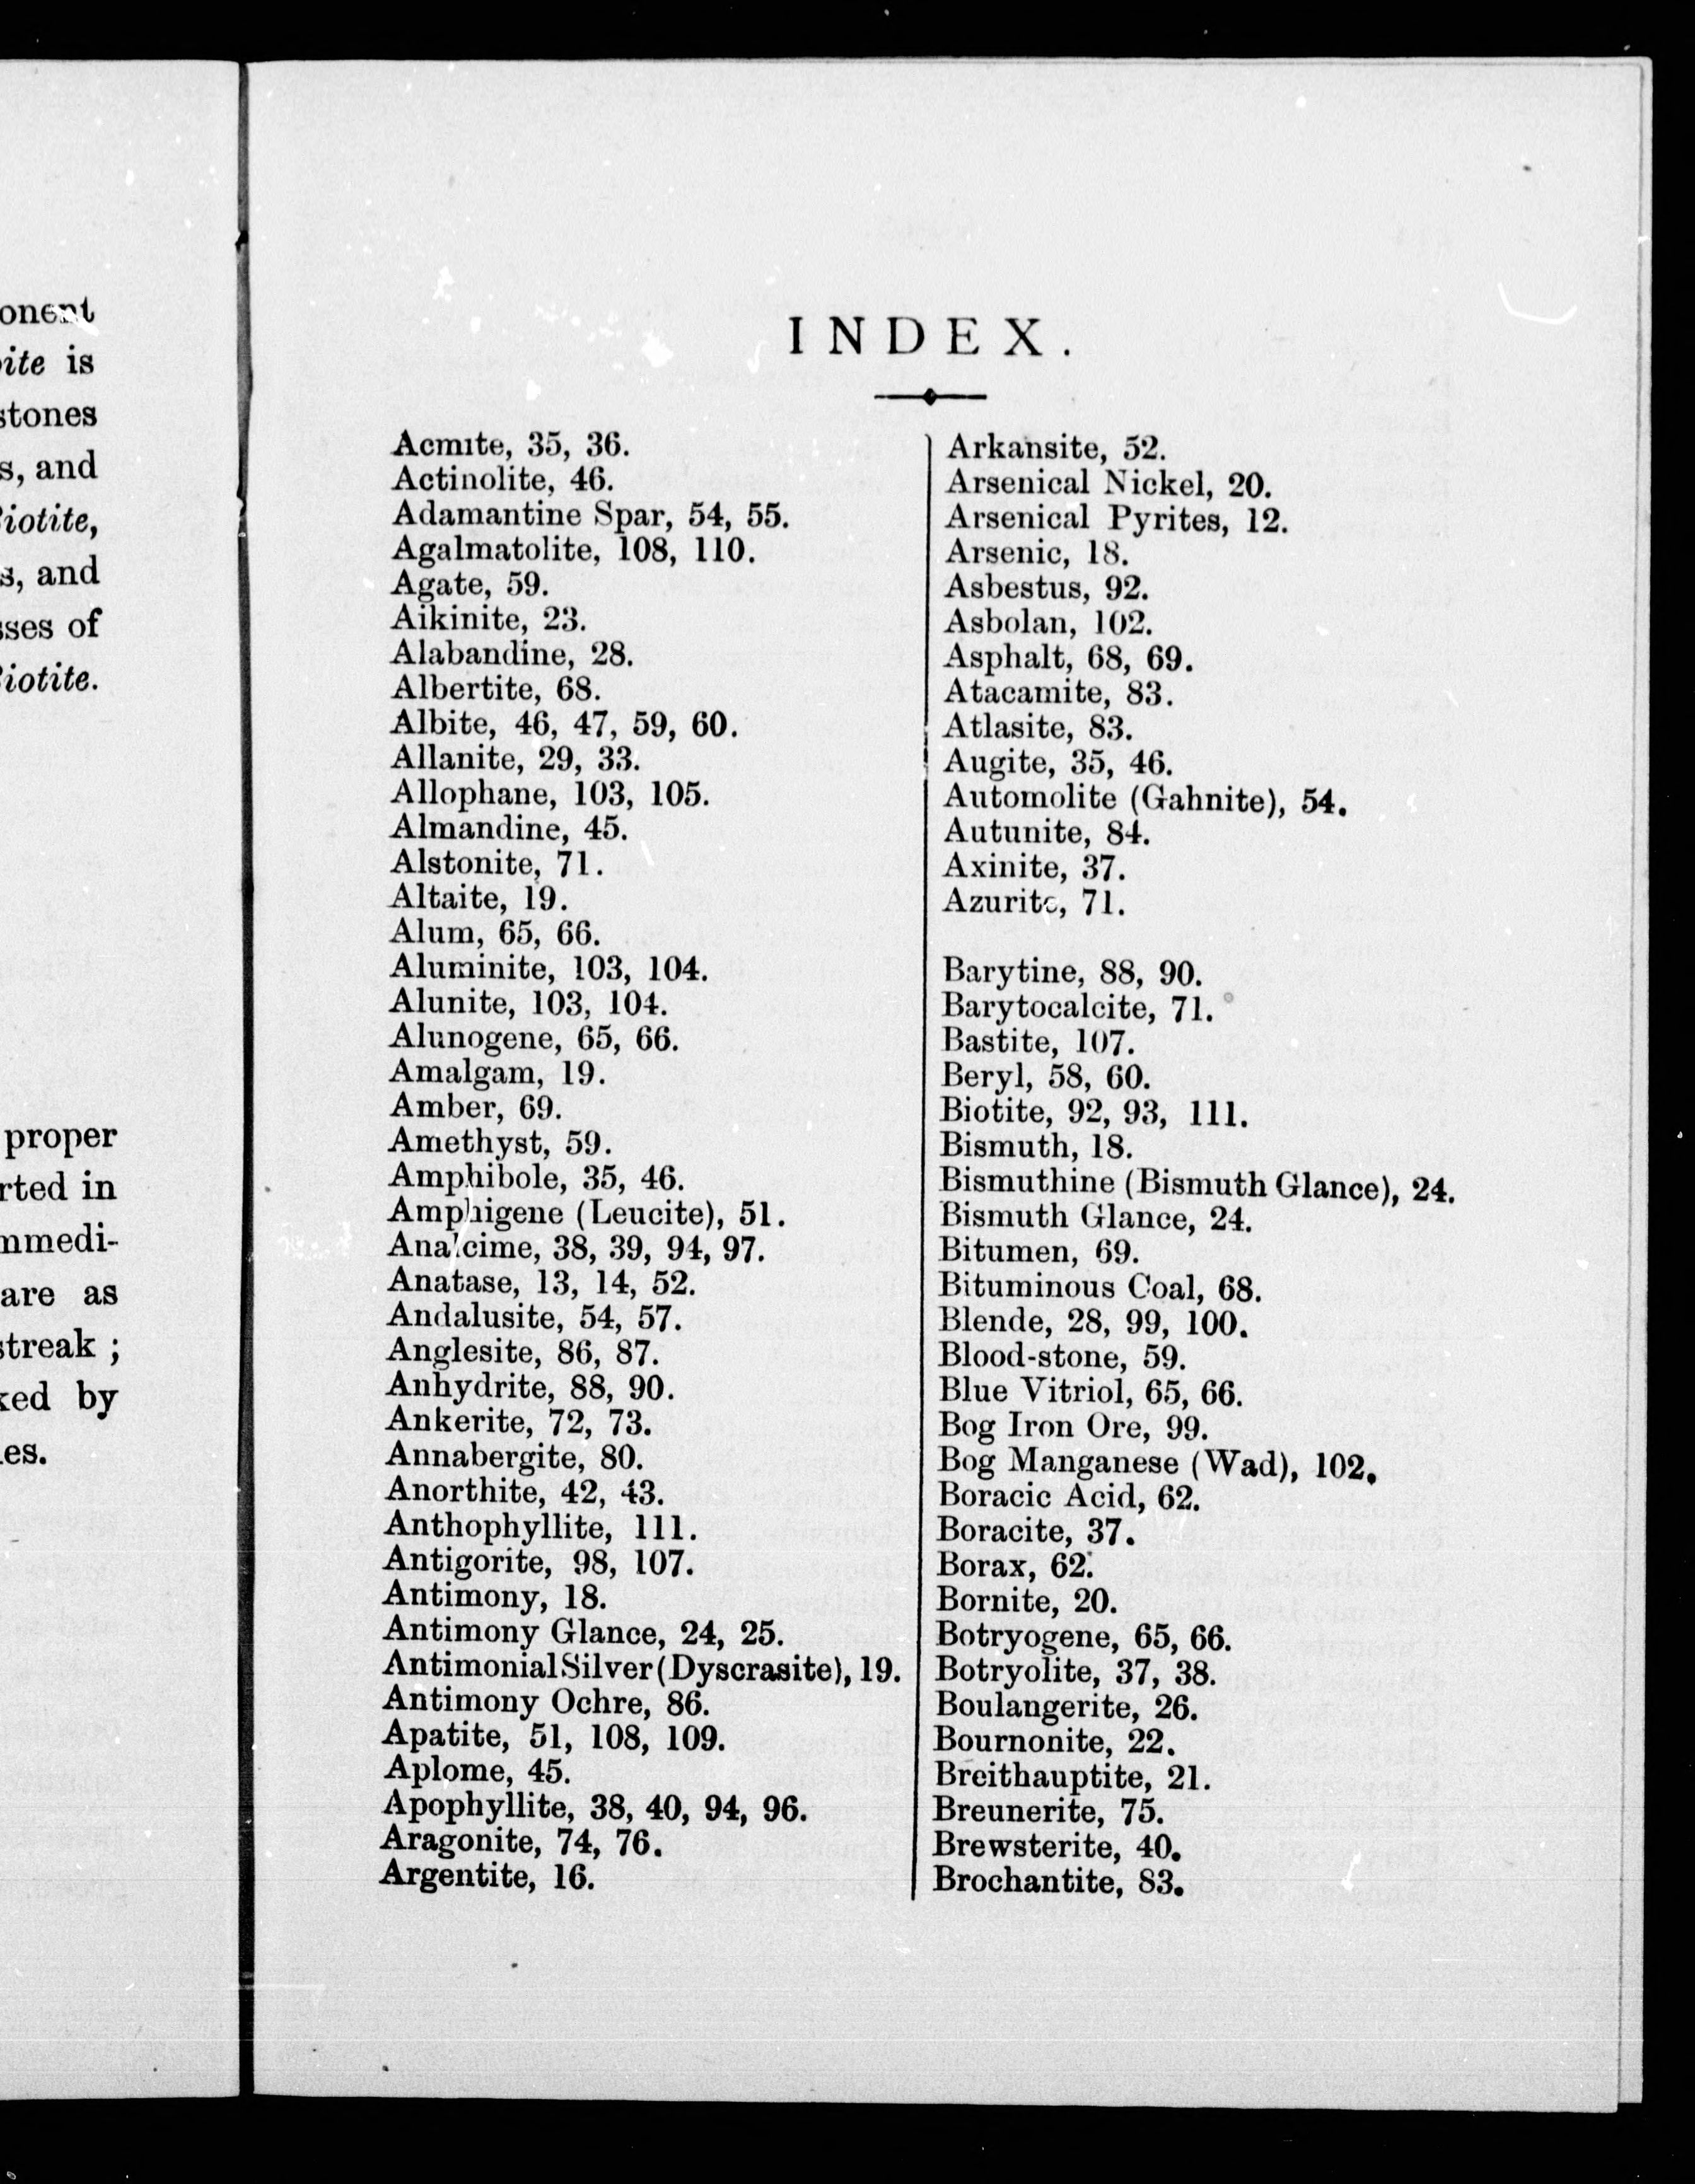 onent
ite is
stones
s, and
iotite,
s, and
sses of
iotite.
proper
rted in
mmedi-
are as
streak ;
ked by
es.
INDEX.
Acmite, 35, 36.
Actinolite, 46.
Adamantine Spar, 54, 55.
Agalmatolite, 108, 110.
Agate, 59.
Aikinite, 23.
Alabandine, 28.
Albertite, 68.
Albite, 46, 47, 59, 60.
Allanite, 29, 33.
Allophane, 103, 105.
Almandine, 45.
Alstonite, 71.
Altaite, 19.
Alum, 65, 66.
Aluminite, 103, 104.
Alunite, 103, 104.
Alunogene, 65, 66.
Amalgam, 19.
Amber, 69.
Amethyst, 59.
Amphibole, 35, 46.
Amphigene (Leucite), 51.
Analcime, 38, 39, 94, 97.
Anatase, 13, 14, 52.
Andalusite, 54, 57.
Anglesite, 86, 87.
Anhydrite, 88, 90.
Ankerite, 72, 73.
Annabergite, 80.
Anorthite, 42, 43.
Anthophyllite, 111.
Antigorite, 98, 107.
Antimony, 18.
Antimony Glance, 24, 25.
Antimonial Silver (Dyscrasite), 19.
Antimony Ochre, 86.
Apatite, 51, 108, 109.
Aplome, 45.
Apophyllite, 38, 40, 94, 96.
Aragonite, 74, 76.
Argentite, 16.
Arkansite, 52.
Arsenical Nickel, 20.
Arsenical Pyrites, 12.
Arsenic, 18.
Asbestus, 92.
Asbolan, 102.
Asphalt, 68, 69.
Atacamite, 83.
Atlasite, 83.
Augite, 35, 46.
Automolite (Gahnite), 54.
Autunite, 84.
Axinite, 37.
Azurite, 71.
Barytine, 88, 90.
Barytocalcite, 71.
Bastite, 107.
Beryl, 58, 60.
Biotite, 92, 93, 111.
Bismuth, 18.
Bismuthine (Bismuth Glance), 24.
Bismuth Glance, 24.
Bitumen, 69.
Bituminous Coal, 68.
Blende, 28, 99, 100.
Blood-stone, 59.
Blue Vitriol, 65, 66.
Bog Iron Ore, 99.
Bog Manganese (Wad), 102.
Boracic Acid, 62.
Boracite, 37.
Borax, 62.
Bornite, 20.
Botryogene, 65, 66.
Botryolite, 37, 38.
Boulangerite, 26.
Bournonite, 22.
Breithauptite, 21.
Breunerite, 75.
Brewsterite, 40.
Brochantite, 83.